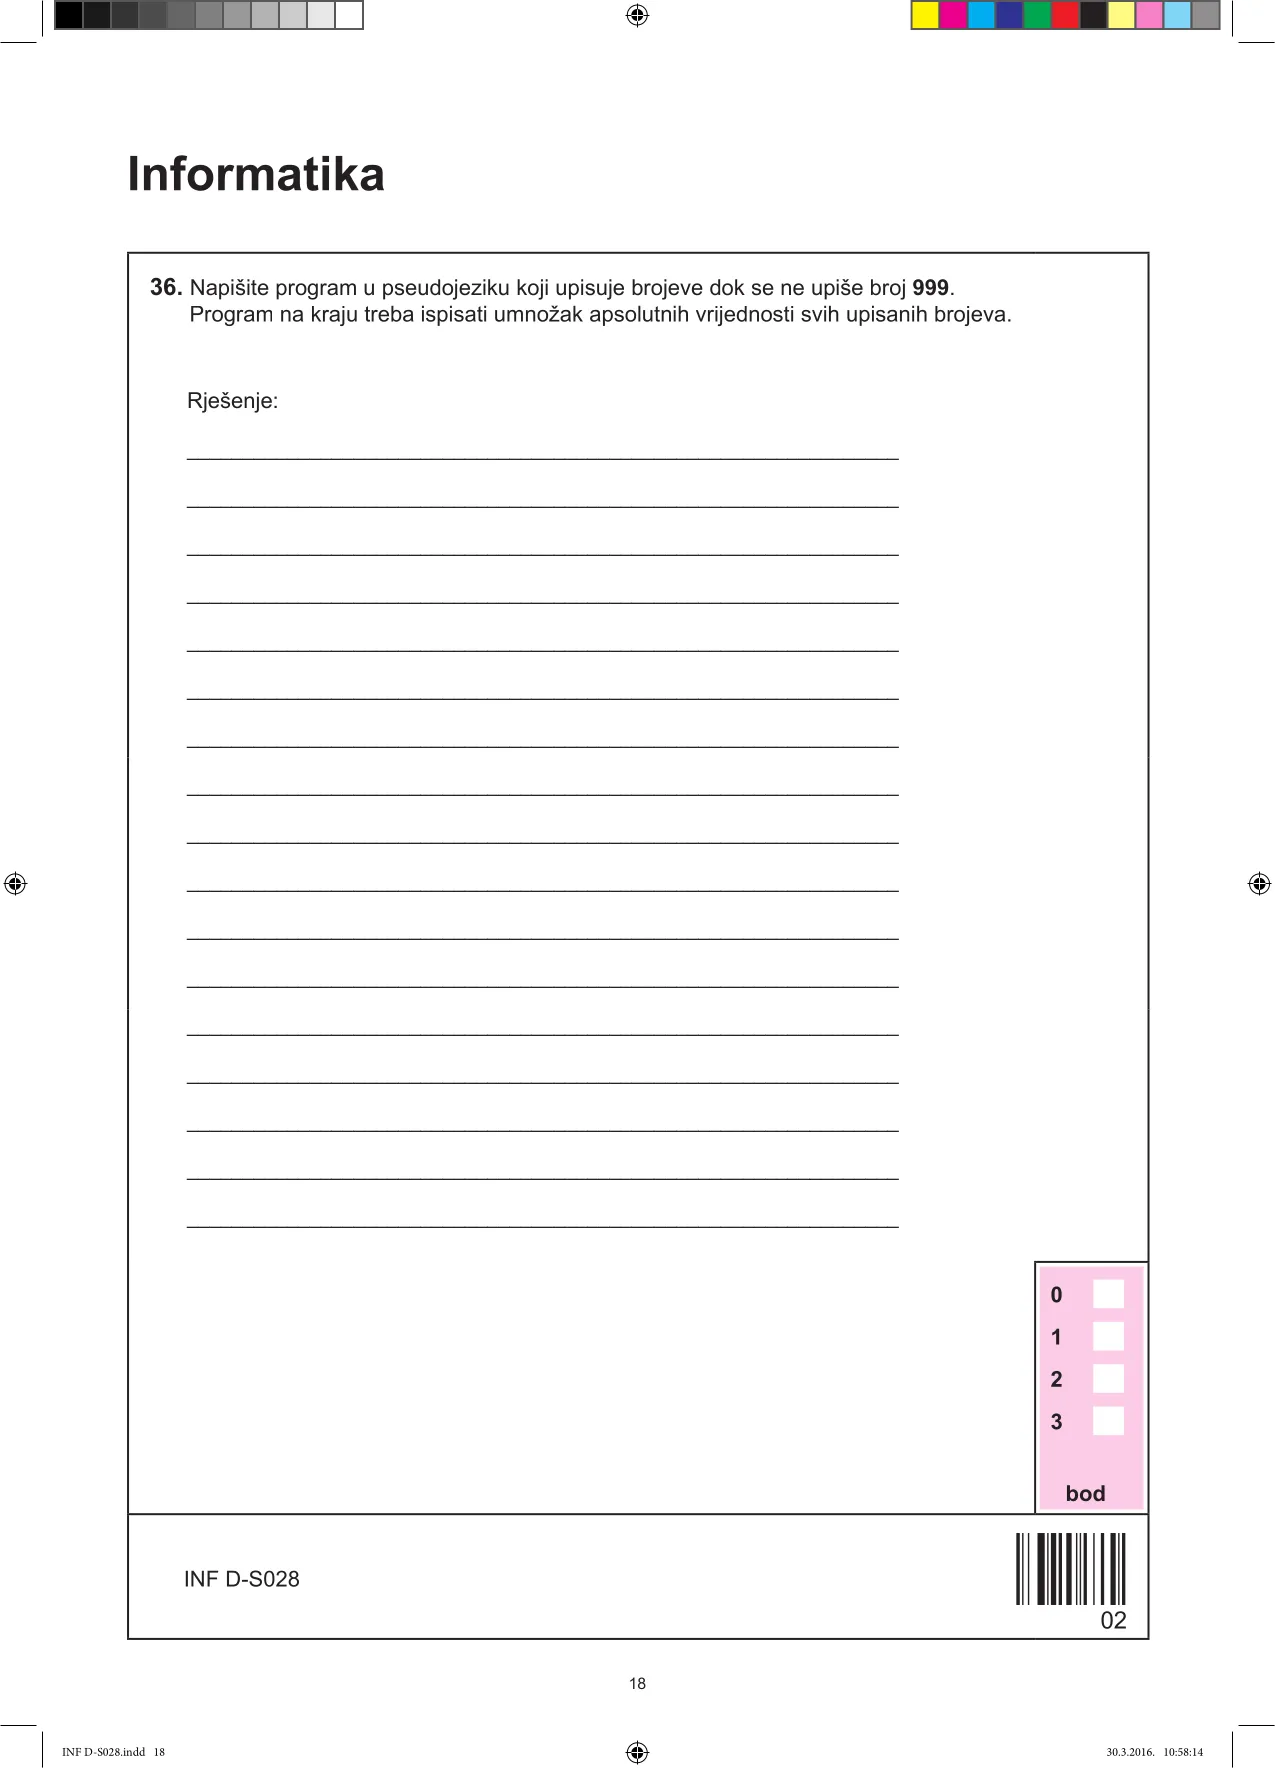 Informatika
36. Napišite program u pseudojeziku koji upisuje brojeve dok se ne upiše broj 999.
Program na kraju treba ispisati umnožak apsolutnih vrijednosti svih upisanih brojeva.
Rješenje:
0
1
2
3
bod
INF D-S028
02
18
INF D-S028.indd 18
30.3.2016. 10:58:14